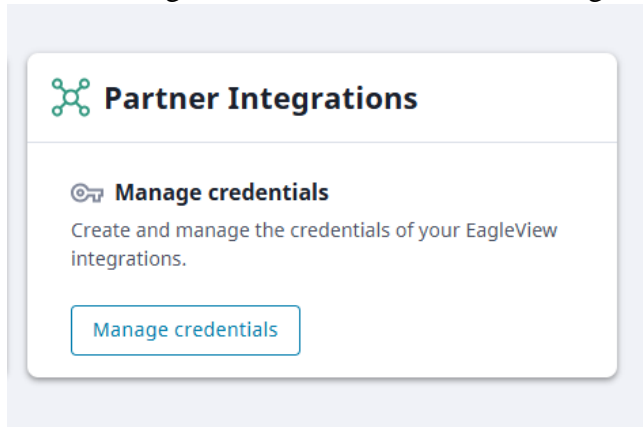 Partner Integrations
Manage credentials
Create and manage the credentials of your EagleView
integrations.
Manage credentials